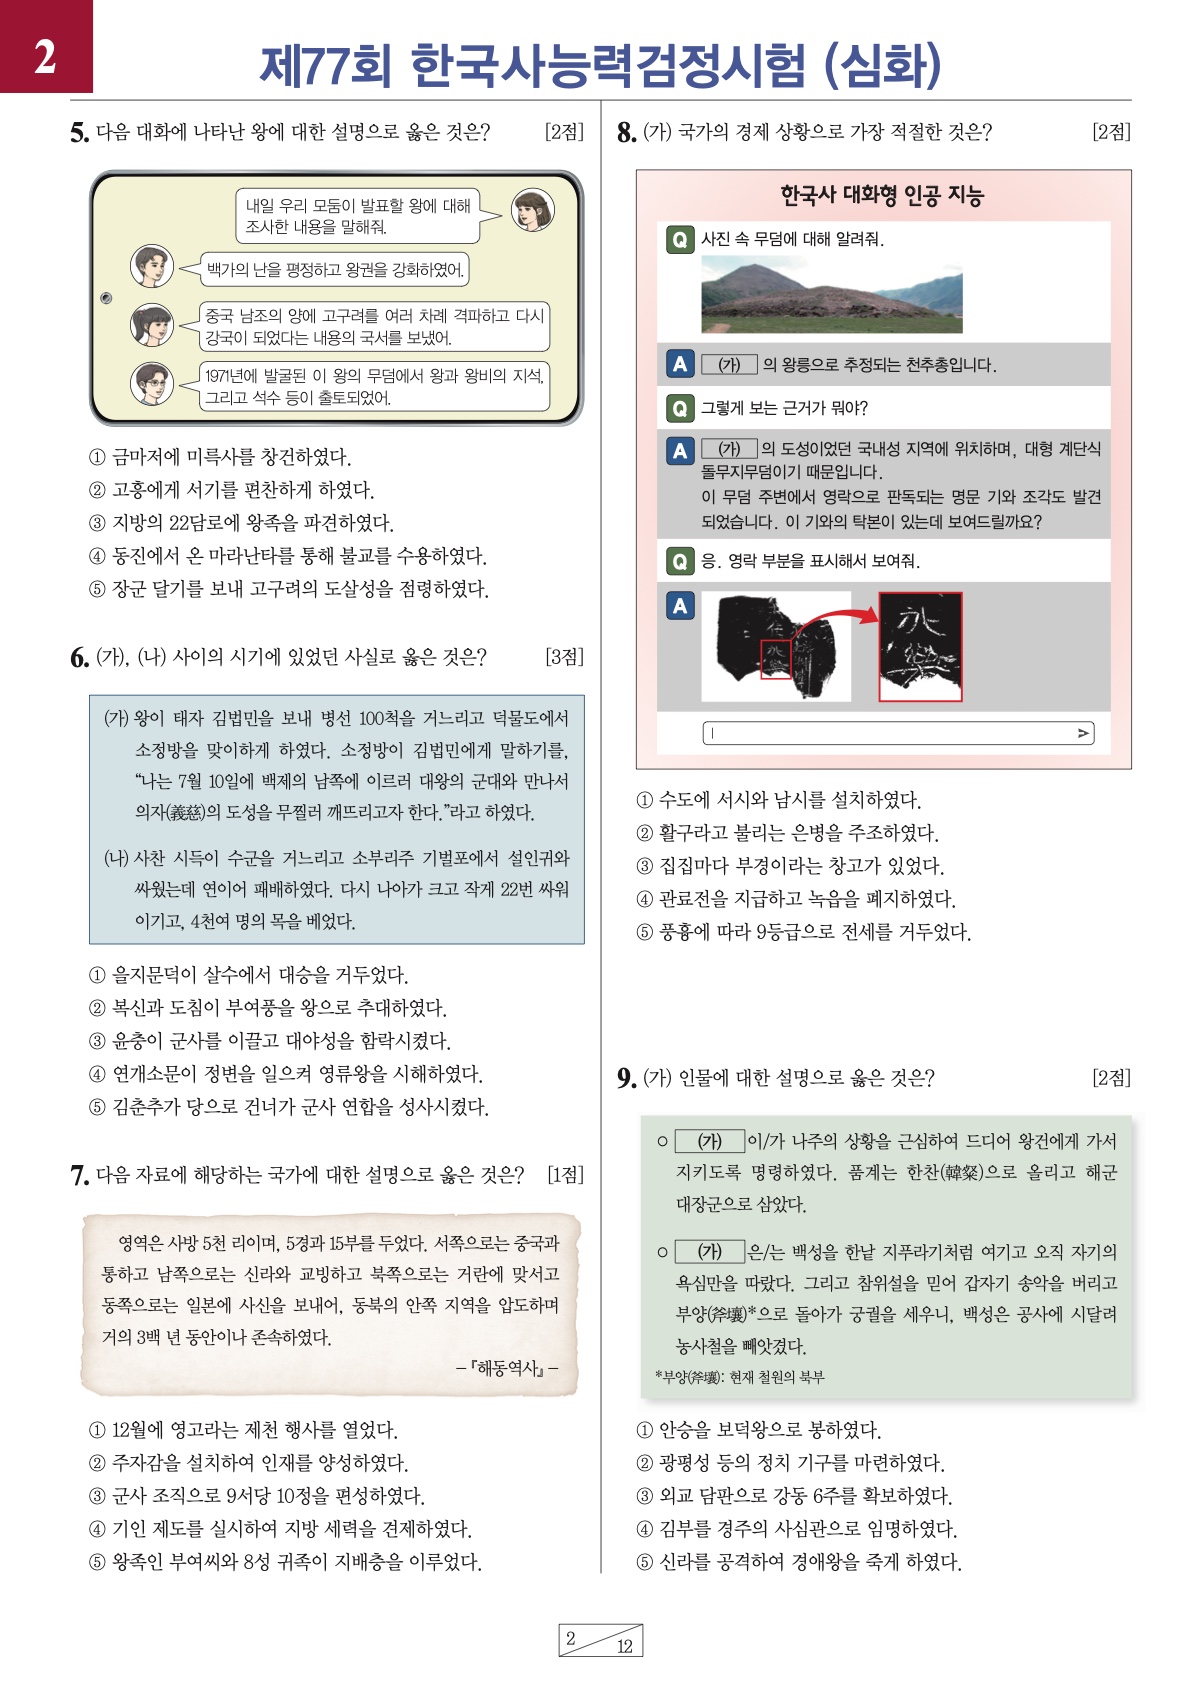 2
제77회 한국사능력검정시험 (심화)
5. 다음 대화에 나타난 왕에 대한 설명으로 옳은 것은? [2점]
내일 우리 모둠이 발표할 왕에 대해
조사한 내용을 말해줘.
백가의 난을 평정하고 왕권을 강화하였어.
중국 남조의 양에 고구려를 여러 차례 격파하고 다시
강국이 되었다는 내용의 국서를 보냈어.
1971년에 발굴된 이 왕의 무덤에서 왕과 왕비의 지석,
그리고 석수 등이 출토되었어.
① 금마저에 미륵사를 창건하였다.
② 고흥에게 서기를 편찬하게 하였다.
③ 지방의 22담로에 왕족을 파견하였다.
④ 동진에서 온 마라난타를 통해 불교를 수용하였다.
⑤ 장군 달기를 보내 고구려의 도살성을 점령하였다.
6. (가), (나) 사이의 시기에 있었던 사실로 옳은 것은? [3점]
(가) 왕이 태자 김법민을 보내 병선 100척을 거느리고 덕물도에서
소정방을 맞이하게 하였다. 소정방이 김법민에게 말하기를,
“나는 7월 10일에 백제의 남쪽에 이르러 대왕의 군대와 만나서
의자(義慈)의 도성을 무찔러 깨뜨리고자 한다.”라고 하였다.
(나) 사찬 시득이 수군을 거느리고 소부리주 기벌포에서 설인귀와
싸웠는데 연이어 패배하였다. 다시 나아가 크고 작게 22번 싸워
이기고, 4천여 명의 목을 베었다.
① 을지문덕이 살수에서 대승을 거두었다.
② 복신과 도침이 부여풍을 왕으로 추대하였다.
③ 윤충이 군사를 이끌고 대야성을 함락시켰다.
④ 연개소문이 정변을 일으켜 영류왕을 시해하였다.
⑤ 김춘추가 당으로 건너가 군사 연합을 성사시켰다.
7. 다음 자료에 해당하는 국가에 대한 설명으로 옳은 것은? [1점]
영역은 사방 5천 리이며, 5경과 15부를 두었다. 서쪽으로는 중국과
통하고 남쪽으로는 신라와 교빙하고 북쪽으로는 거란에 맞서고
동쪽으로는 일본에 사신을 보내어, 동북의 안쪽 지역을 압도하며
거의 3백 년 동안이나 존속하였다.
-『해동역사』-
① 12월에 영고라는 제천 행사를 열었다.
② 주자감을 설치하여 인재를 양성하였다.
③ 군사 조직으로 9서당 10정을 편성하였다.
④ 기인 제도를 실시하여 지방 세력을 견제하였다.
⑤ 왕족인 부여씨와 8성 귀족이 지배층을 이루었다.
8. (가) 국가의 경제 상황으로 가장 적절한 것은? [2점]
한국사 대화형 인공 지능
Q 사진 속 무덤에 대해 알려줘.
A (가) 의 왕릉으로 추정되는 천추총입니다.
Q 그렇게 보는 근거가 뭐야?
A (가) 의 도성이었던 국내성 지역에 위치하며, 대형 계단식
돌무지무덤이기 때문입니다.
이 무덤 주변에서 영락으로 판독되는 명문 기와 조각도 발견
되었습니다. 이 기와의 탁본이 있는데 보여드릴까요?
Q 응. 영락 부분을 표시해서 보여줘.
A
① 수도에 서시와 남시를 설치하였다.
② 활구라고 불리는 은병을 주조하였다.
③ 집집마다 부경이라는 창고가 있었다.
④ 관료전을 지급하고 녹읍을 폐지하였다.
⑤ 풍흉에 따라 9등급으로 전세를 거두었다.
9. (가) 인물에 대한 설명으로 옳은 것은? [2점]
○ (가) 이/가 나주의 상황을 근심하여 드디어 왕건에게 가서
지키도록 명령하였다. 품계는 한찬(韓粲)으로 올리고 해군
대장군으로 삼았다.
○ (가) 은/는 백성을 한낱 지푸라기처럼 여기고 오직 자기의
욕심만을 따랐다. 그리고 참위설을 믿어 갑자기 송악을 버리고
부양(斧壤)*으로 돌아가 궁궐을 세우니, 백성은 공사에 시달려
농사철을 빼앗겼다.
*부양(斧壤): 현재 철원의 북부
① 안승을 보덕왕으로 봉하였다.
② 광평성 등의 정치 기구를 마련하였다.
③ 외교 담판으로 강동 6주를 확보하였다.
④ 김부를 경주의 사심관으로 임명하였다.
⑤ 신라를 공격하여 경애왕을 죽게 하였다.
2
12